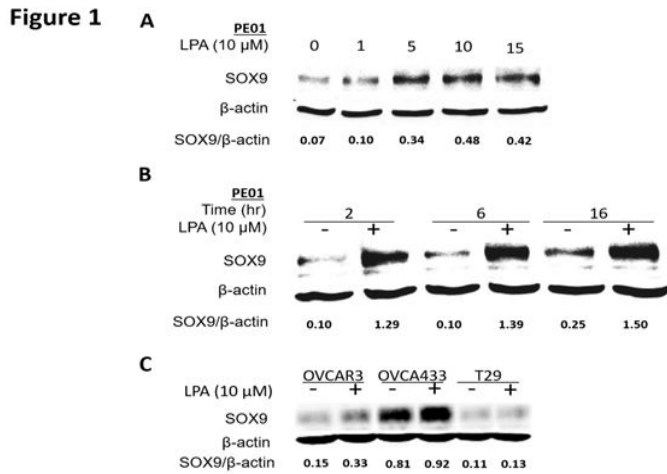 Figure 1
A
PE01
LPA (10 µM) 0 1 5 10 15
SOX9
β-actin
SOX9/β-actin 0.07 0.10 0.34 0.48 0.42
B
PE01
Time (hr) 2 6 16
LPA (10 µM) - + - + - +
SOX9
β-actin
SOX9/β-actin 0.10 1.29 0.10 1.39 0.25 1.50
C
OVCAR3 OVCA433 T29
LPA (10 µM) - + - + - +
SOX9
β-actin
SOX9/β-actin 0.15 0.33 0.81 0.92 0.11 0.13